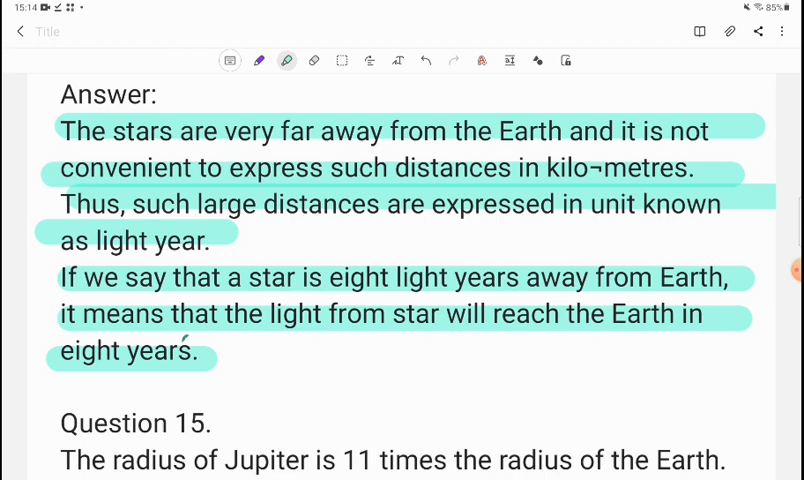 15:14
85%
Title
Answer:
The stars are very far away from the Earth and it is not
convenient to express such distances in kilo¬metres.
Thus, such large distances are expressed in unit known
as light year.
If we say that a star is eight light years away from Earth,
it means that the light from star will reach the Earth in
eight years.
Question 15.
The radius of Jupiter is 11 times the radius of the Earth.